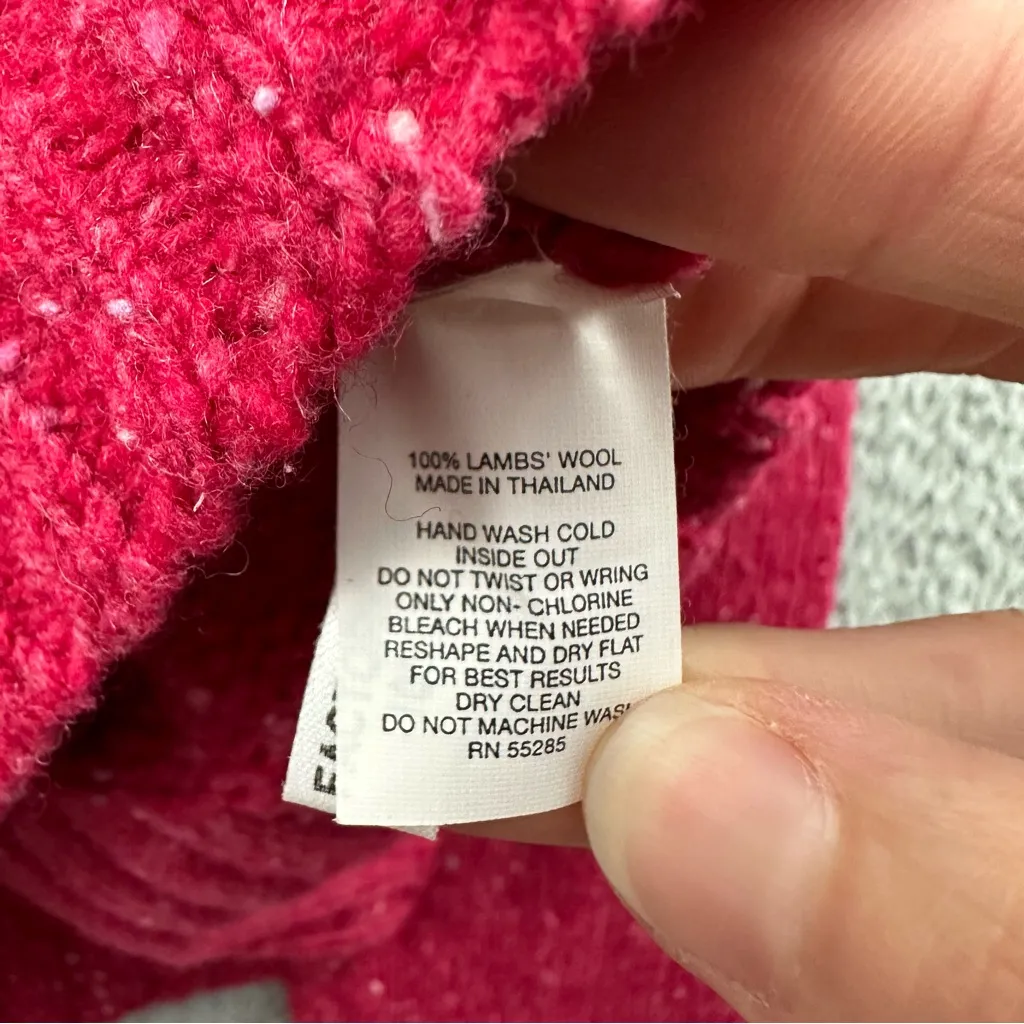 100% LAMBS' WOOL
MADE IN THAILAND
HAND WASH COLD
INSIDE OUT
DO NOT TWIST OR WRING
ONLY NON- CHLORINE
BLEACH WHEN NEEDED
RESHAPE AND DRY FLAT
FOR BEST RESULTS
DRY CLEAN
DO NOT MACHINE
RN 55285